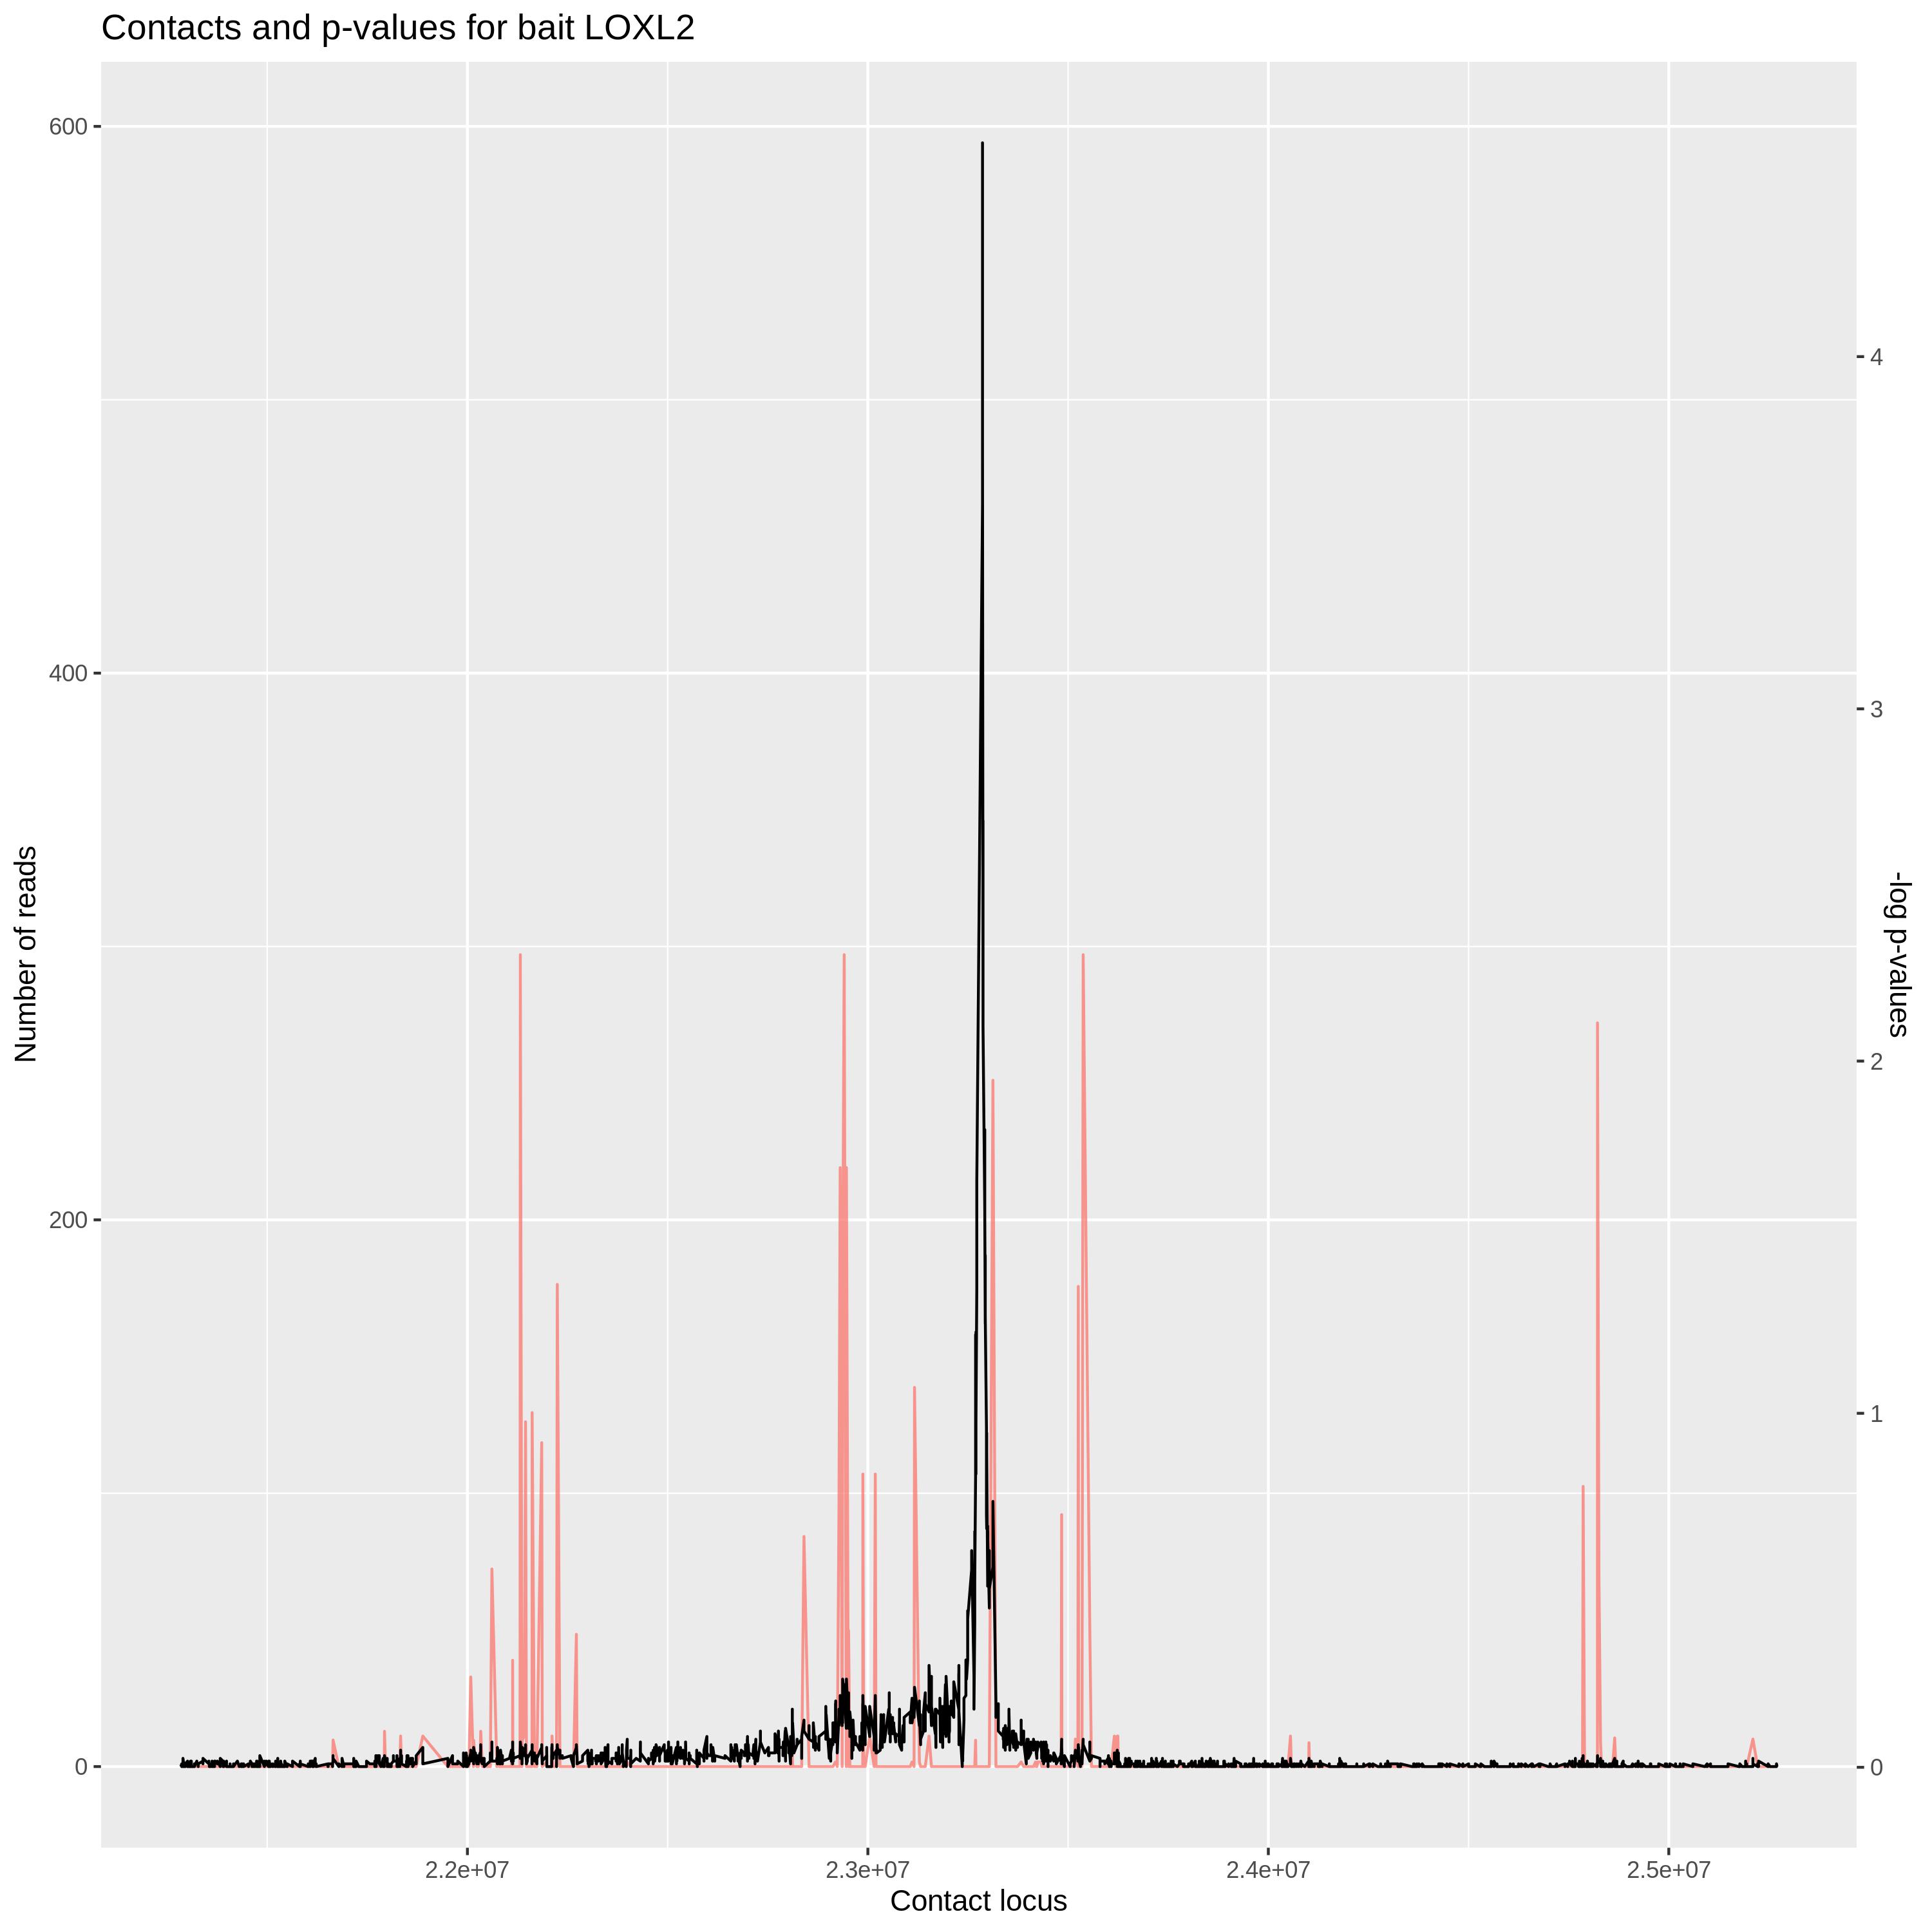 Contacts and p-values for bait LOXL2
600
400
200
0
Number of reads
4
3
2
1
0
-log p-values
2.2e+07
2.3e+07
2.4e+07
2.5e+07
Contact locus